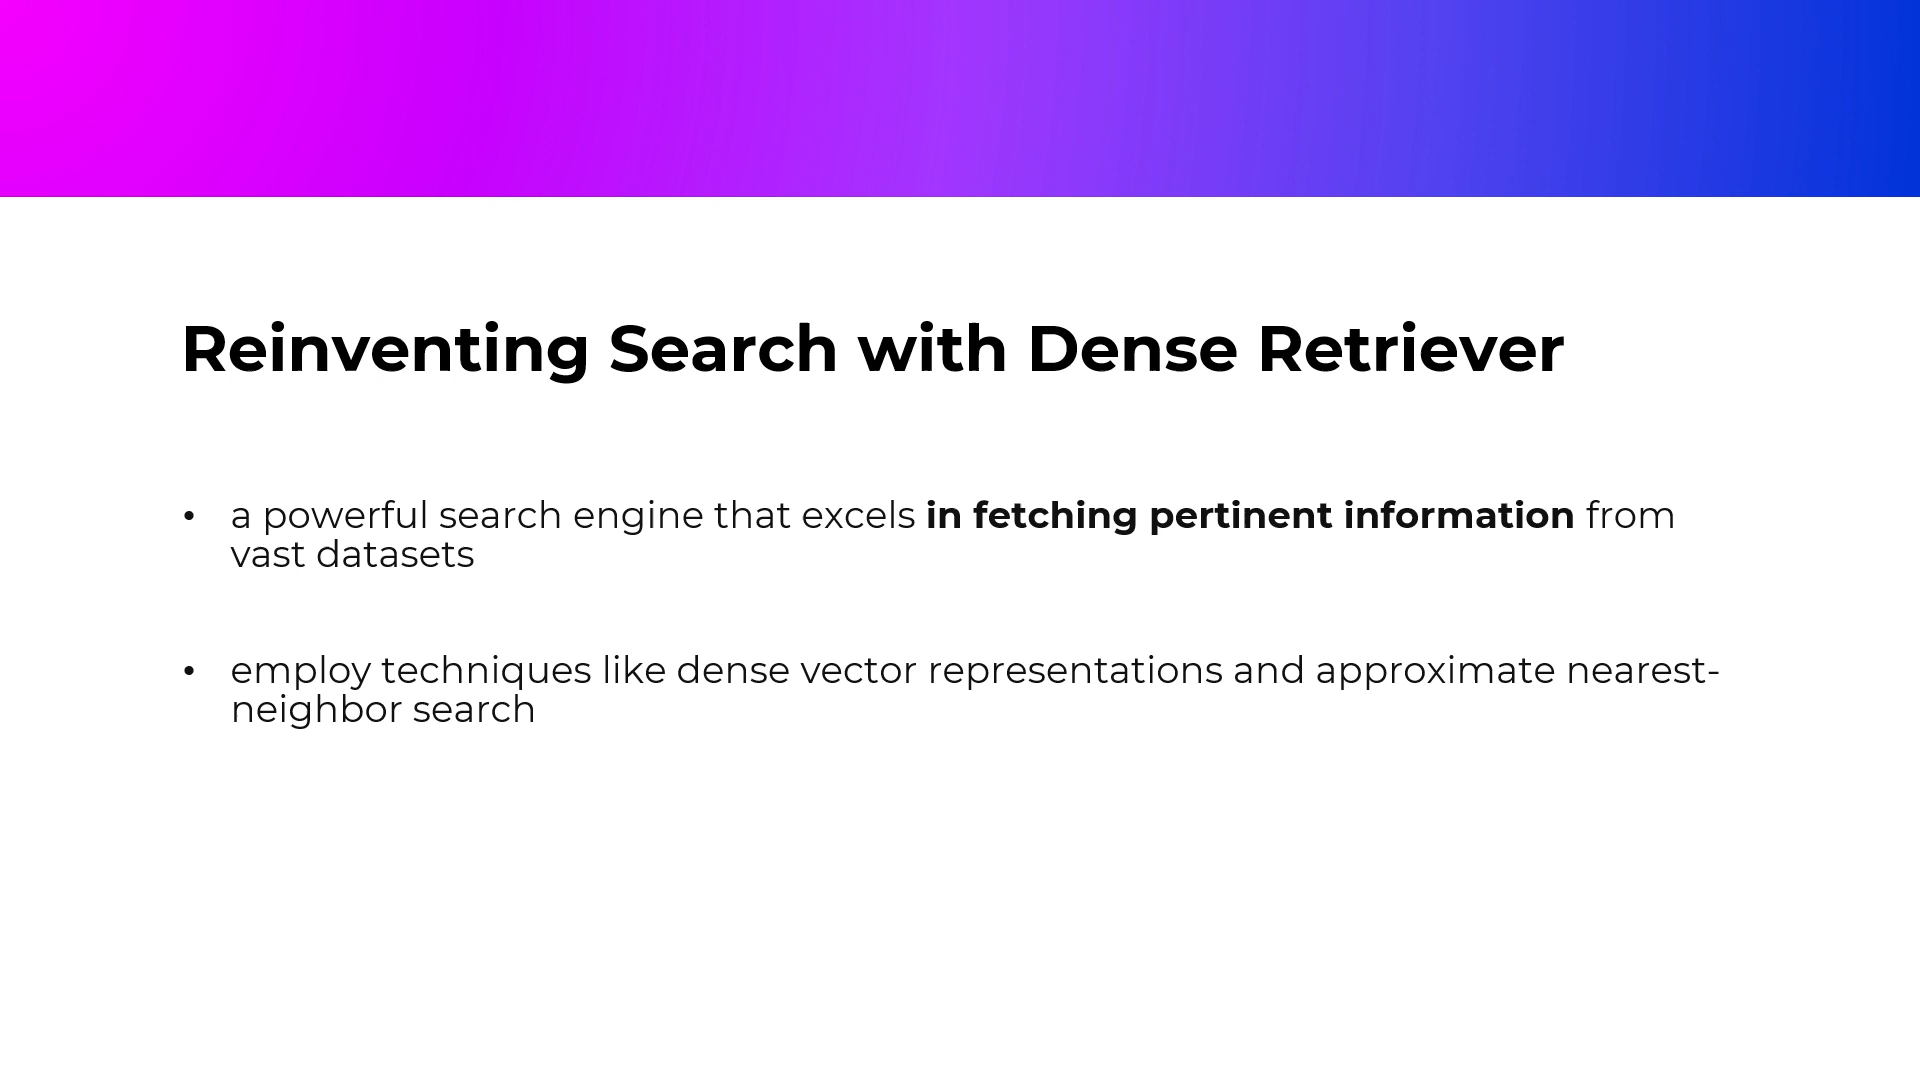 Reinventing Search with Dense Retriever
• a powerful search engine that excels in fetching pertinent information from
vast datasets
• employ techniques like dense vector representations and approximate nearest-
neighbor search